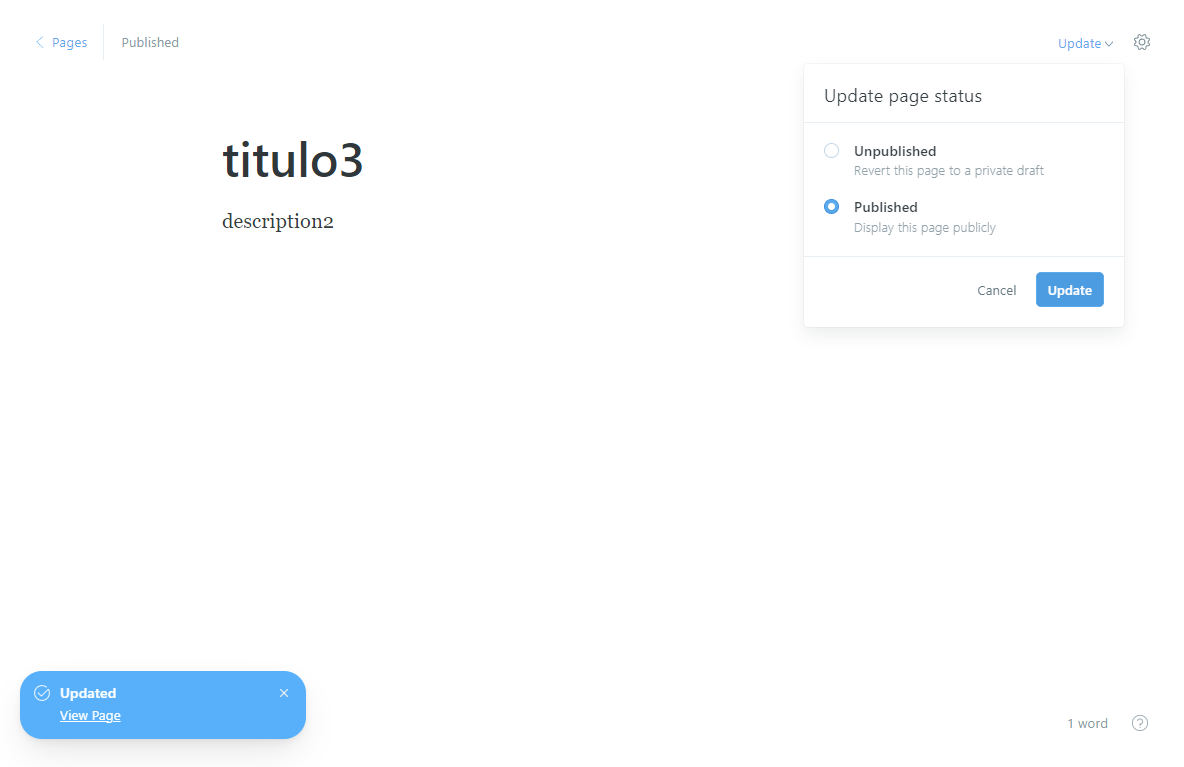 Pages
Published
Update
Update page status
Unpublished
Revert this page to a private draft
Published
Display this page publicly
Cancel
Update
titulo3
description2
Updated
View Page
1 word
?